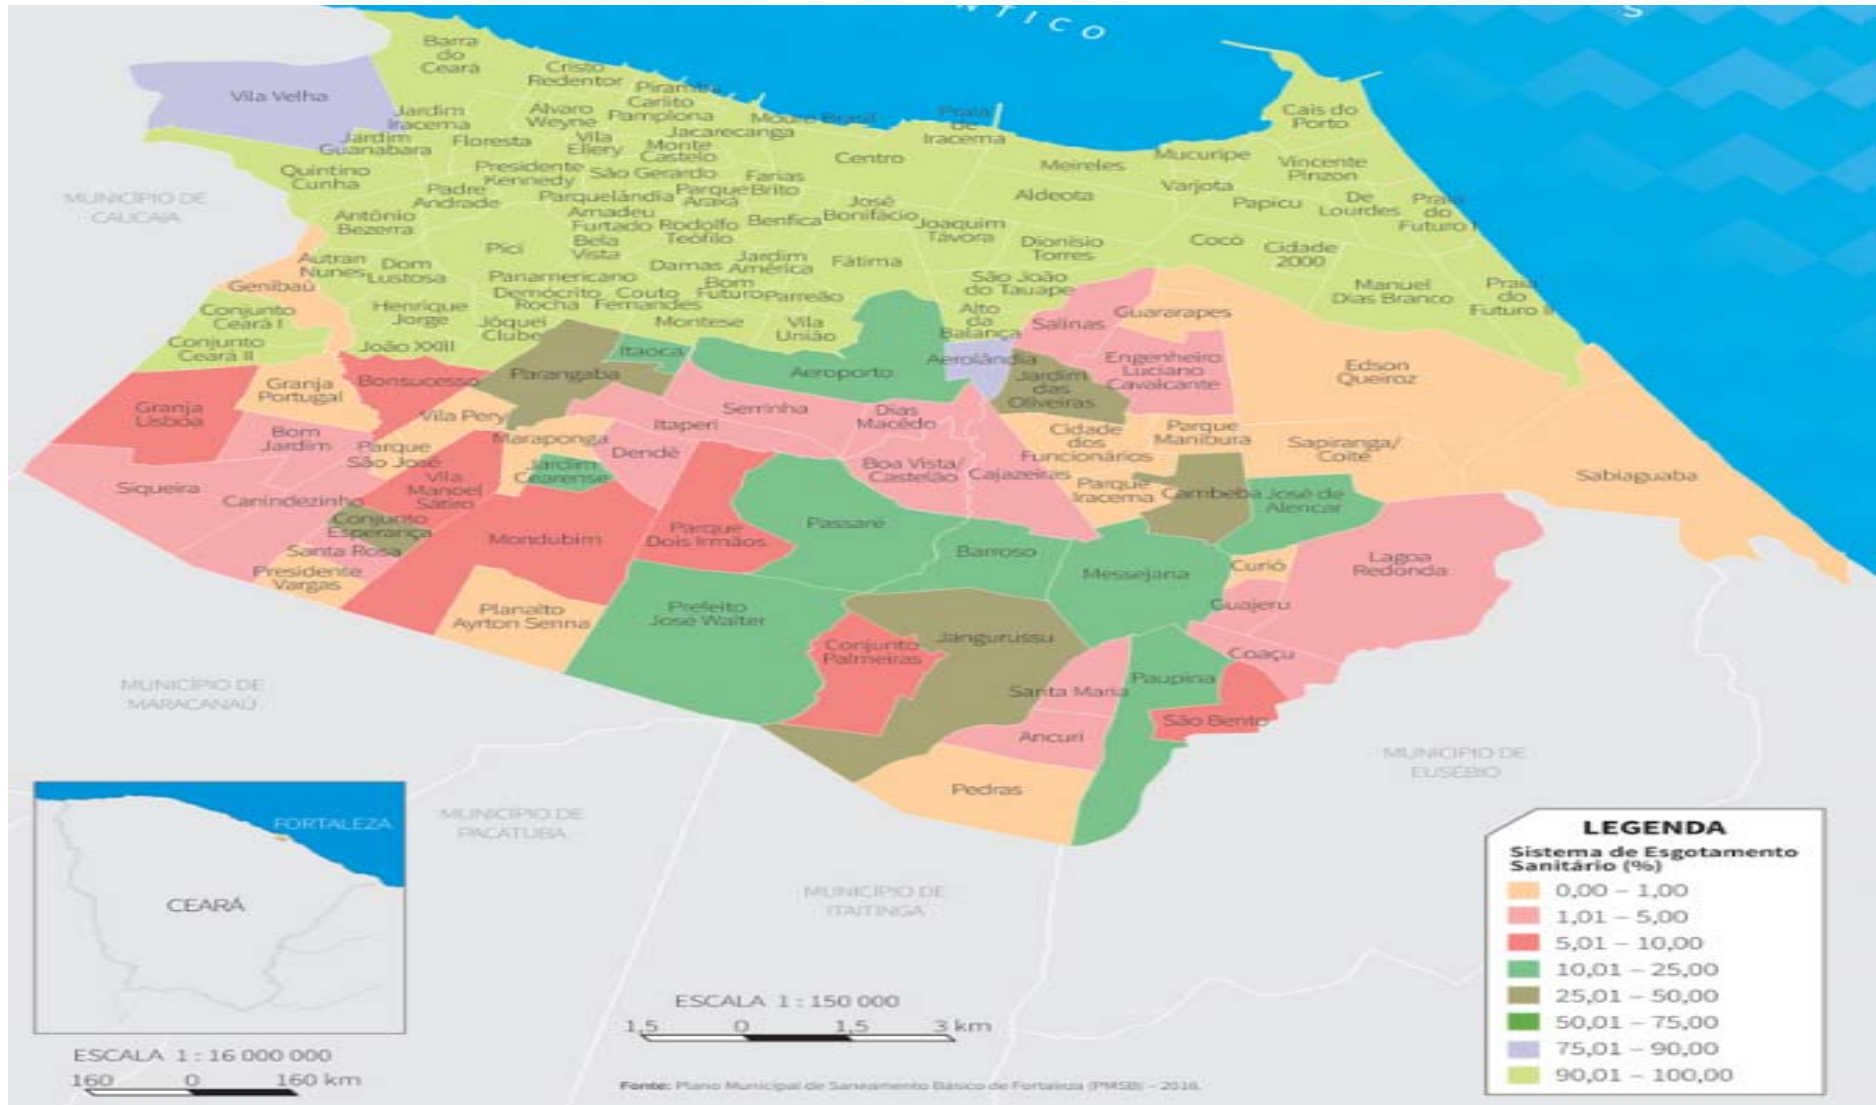 NTICO
S
Barra
do
Ceará
Cristo
Redentor
Vila Velha
Pirambu
Carlito
Pamplona
Alvaro
Weyne
Moura Brasil
Praia
de
Iracema
Cais do
Porto
Jardim
Iracema
Jacarecanga
Jardim
Guanabara
Floresta
Vila
Ellery
Monte
Castelo
Centro
Meireles
Mucuripe
Vincente
Pinzon
Quintino
Cunha
Presidente
Kennedy
São Gerardo
Farias
Brito
Padre
Andrade
Parquelândia
Parque
Araxá
José
Bonifácio
Aldeota
Varjota
Papicu
De
Lourdes
Praia
do
Futuro I
MUNICÍPIO DE
CAUCAIA
Antônio
Bezerra
Amadeu
Furtado
Rodolfo
Teófilo
Benfica
Joaquim
Távora
Pici
Bela
Vista
Dionísio
Torres
Cocó
Cidade
2000
Autran
Nunes
Dom
Lustosa
Damas
Jardim
América
Fátima
Genibaú
Panamericano
Bom
Futuro
São João
do Tauape
Manuel
Dias Branco
Praia
do
Futuro II
Conjunto
Ceará I
Henrique
Jorge
Demócrito
Rocha
Couto
Fernandes
Parreão
Alto
da
Balança
Salinas
Guararapes
Jóquei
Clube
Montese
Vila
União
Conjunto
Ceará II
João XXIII
Itaoca
Aerolândia
Engenheiro
Luciano
Cavalcante
Edson
Queiroz
Granja
Portugal
Bonsucesso
Parangaba
Aeroporto
Jardim
das
Oliveiras
Granja
Lisboa
Vila Pery
Serrinha
Dias
Macêdo
Bom
Jardim
Parque
São José
Maraponga
Itaperi
Cidade
dos
Funcionários
Parque
Manibura
Sapiranga/
Coité
Dendê
Boa Vista/
Castelão
Cajazeiras
Sabiaguaba
Siqueira
Canindezinho
Vila
Manoel
Sátiro
Jardim
Cearense
Parque
Iracema
Cambeba
José de
Alencar
Conjunto
Esperança
Mondubim
Parque
Dois Irmãos
Passaré
Barroso
Messejana
Curió
Lagoa
Redonda
Santa Rosa
Presidente
Vargas
Planalto
Ayrton Senna
Prefeito
José Walter
Guajeru
Conjunto
Palmeiras
Jangurussu
Coaçu
Santa Maria
Paupina
São Bento
Ancuri
Pedras
MUNICÍPIO DE
MARACANAÚ
MUNICÍPIO DE
PACATUBA
MUNICÍPIO DE
ITAITINGA
MUNICÍPIO DE
EUSÉBIO
FORTALEZA
CEARÁ
ESCALA 1 : 16 000 000
160 0 160 km
ESCALA 1 : 150 000
1,5 0 1,5 3 km
Fonte: Plano Municipal de Saneamento Básico de Fortaleza (PMSB) – 2016.
LEGENDA
Sistema de Esgotamento
Sanitário (%)
0,00 – 1,00
1,01 – 5,00
5,01 – 10,00
10,01 – 25,00
25,01 – 50,00
50,01 – 75,00
75,01 – 90,00
90,01 – 100,00